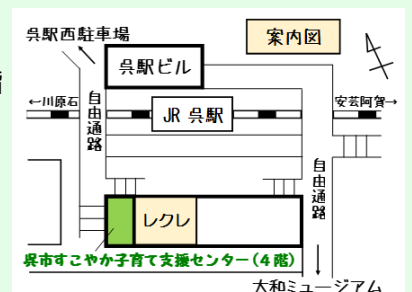 呉駅西駐車場
案内図
呉駅ビル
←川原石
JR 呉駅
安芸阿賀→
自由通路
自由通路
レクレ
呉市すこやか子育て支援センター(4階)
大和ミュージアム